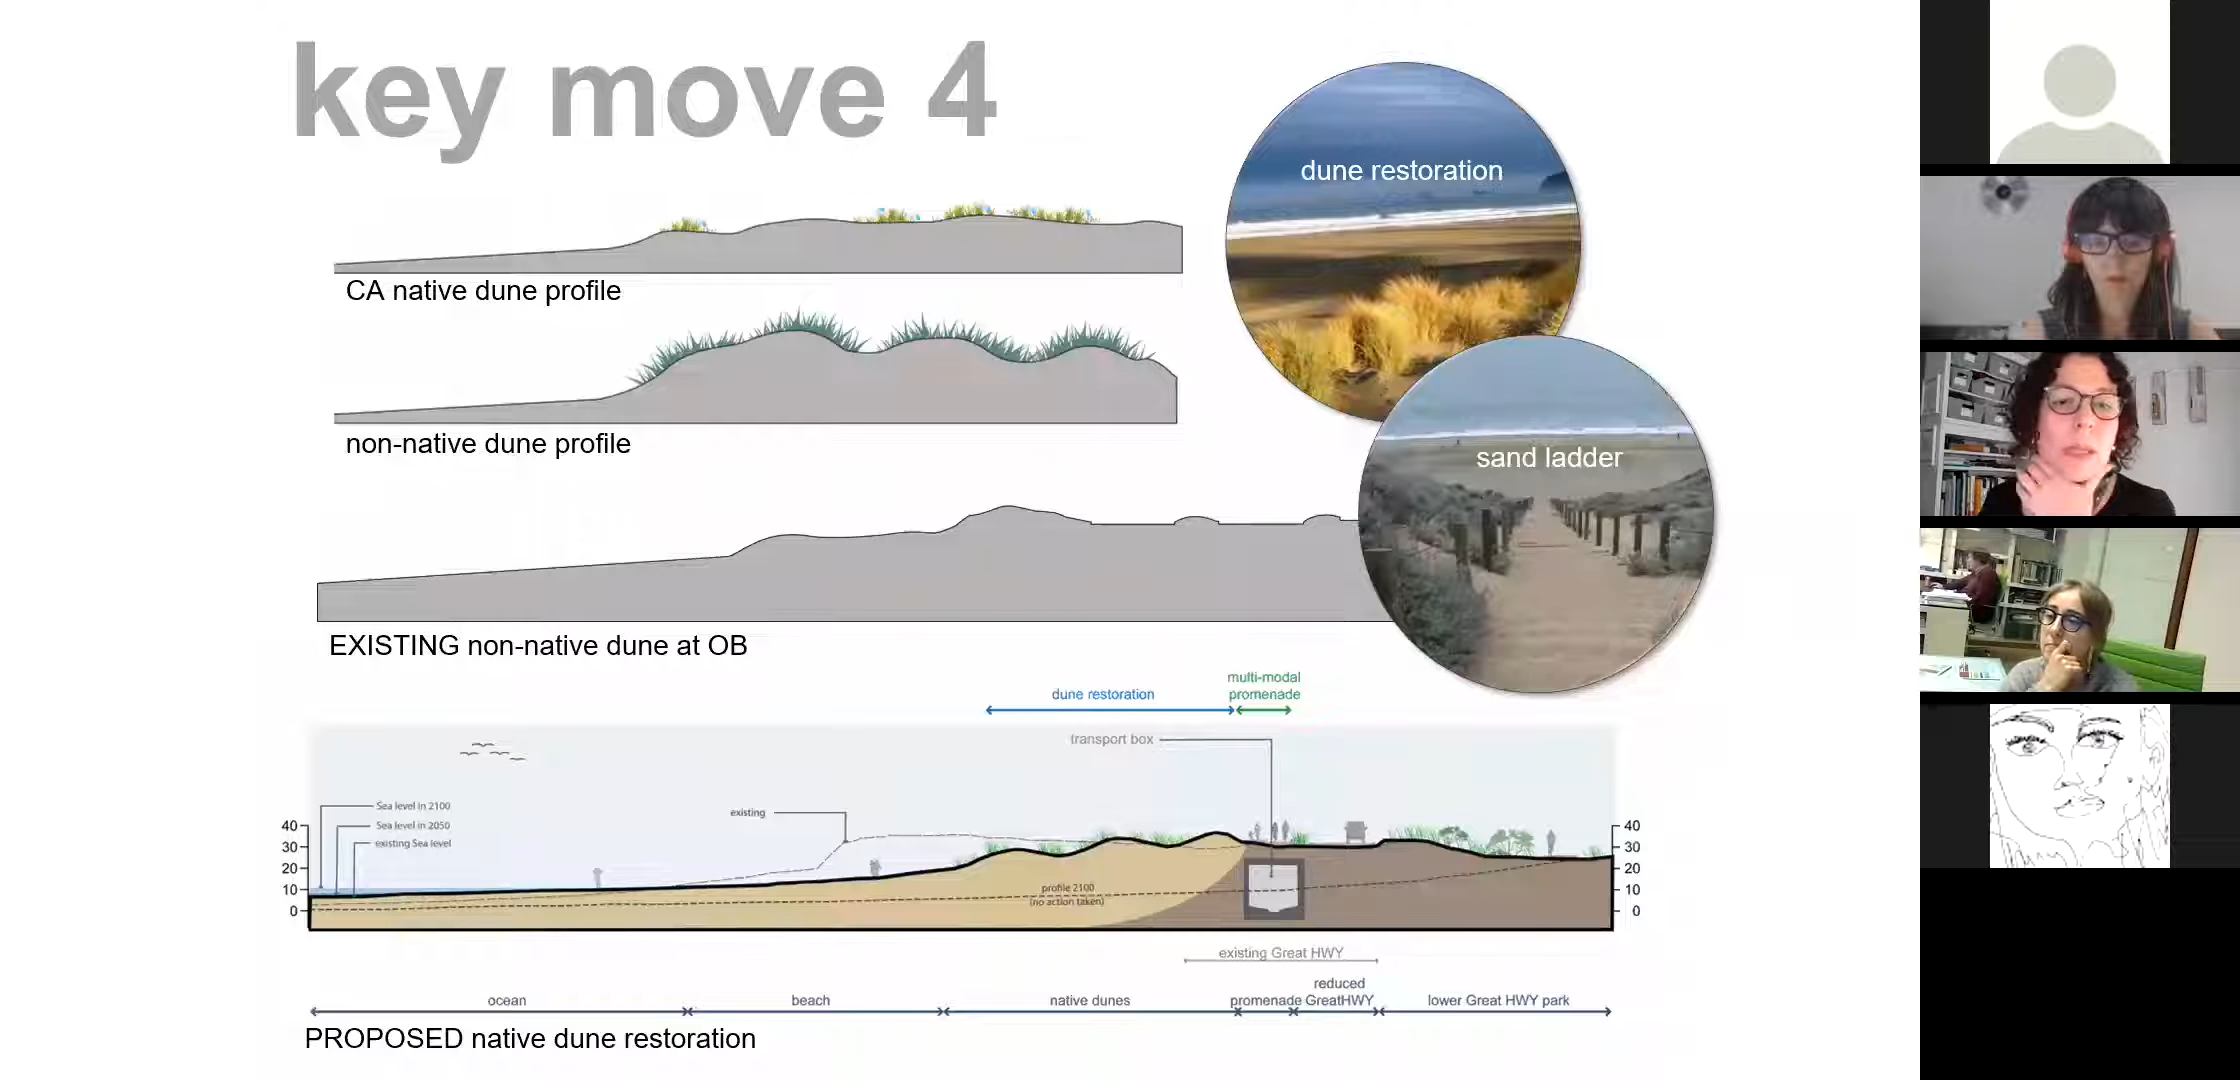 key move 4
dune restoration
CA native dune profile
non-native dune profile
sand ladder
EXISTING non-native dune at OB
multi-modal
promenade
dune restoration
transport box
Sea level in 2100
Sea level in 2050
existing Sea level
existing
40
30
20
10
0
40
30
20
10
0
profile 2100
(no action taken)
existing Great HWY
ocean
beach
native dunes
promenade
reduced
GreatHWY
lower Great HWY park
PROPOSED native dune restoration